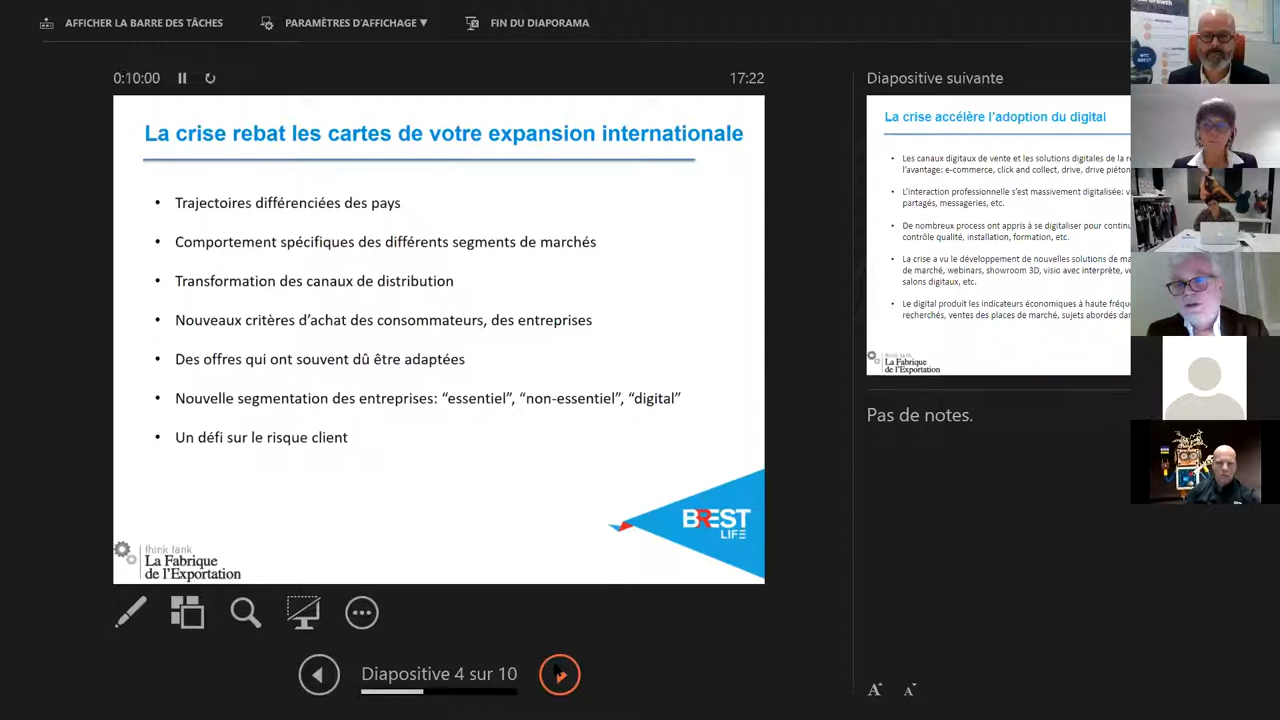 AFFICHER LA BARRE DES TÂCHES
PARAMÈTRES D'AFFICHAGE ▼
FIN DU DIAPORAMA
0:10:00
17:22
La crise rebat les cartes de votre expansion internationale
• Trajectoires différenciées des pays
• Comportement spécifiques des différents segments de marchés
• Transformation des canaux de distribution
• Nouveaux critères d'achat des consommateurs, des entreprises
• Des offres qui ont souvent dû être adaptées
• Nouvelle segmentation des entreprises: “essentiel”, “non-essentiel”, “digital”
• Un défi sur le risque client
BREST
LIFE
think tank
La Fabrique
de l'Exportation
Diapositive 4 sur 10
Diapositive suivante
La crise accélère l'adoption du digital
• Les canaux digitaux de vente et les solutions digitales de la
l'avantage: e-commerce, click and collect, drive, drive piéton
• L'interaction professionnelle s'est massivement digitalisée:
partagés, messageries, etc.
• De nombreux process ont appris à se digitaliser pour
contrôle qualité, installation, formation, etc.
• La crise a vu le développement de nouvelles solutions de
de marché, webinars, showroom 3D, visio avec interprète,
salons digitaux, etc.
• Le digital produit les indicateurs économiques à haute
recherchés, ventes des places de marché, sujets abordés
think tank
La Fabrique
de l'Exportation
Pas de notes.
A A
WTC
BREST